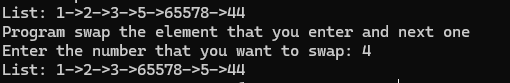 List: 1->2->3->5->65578->44
Program swap the element that you enter and next one
Enter the number that you want to swap: 4
List: 1->2->3->65578->5->44